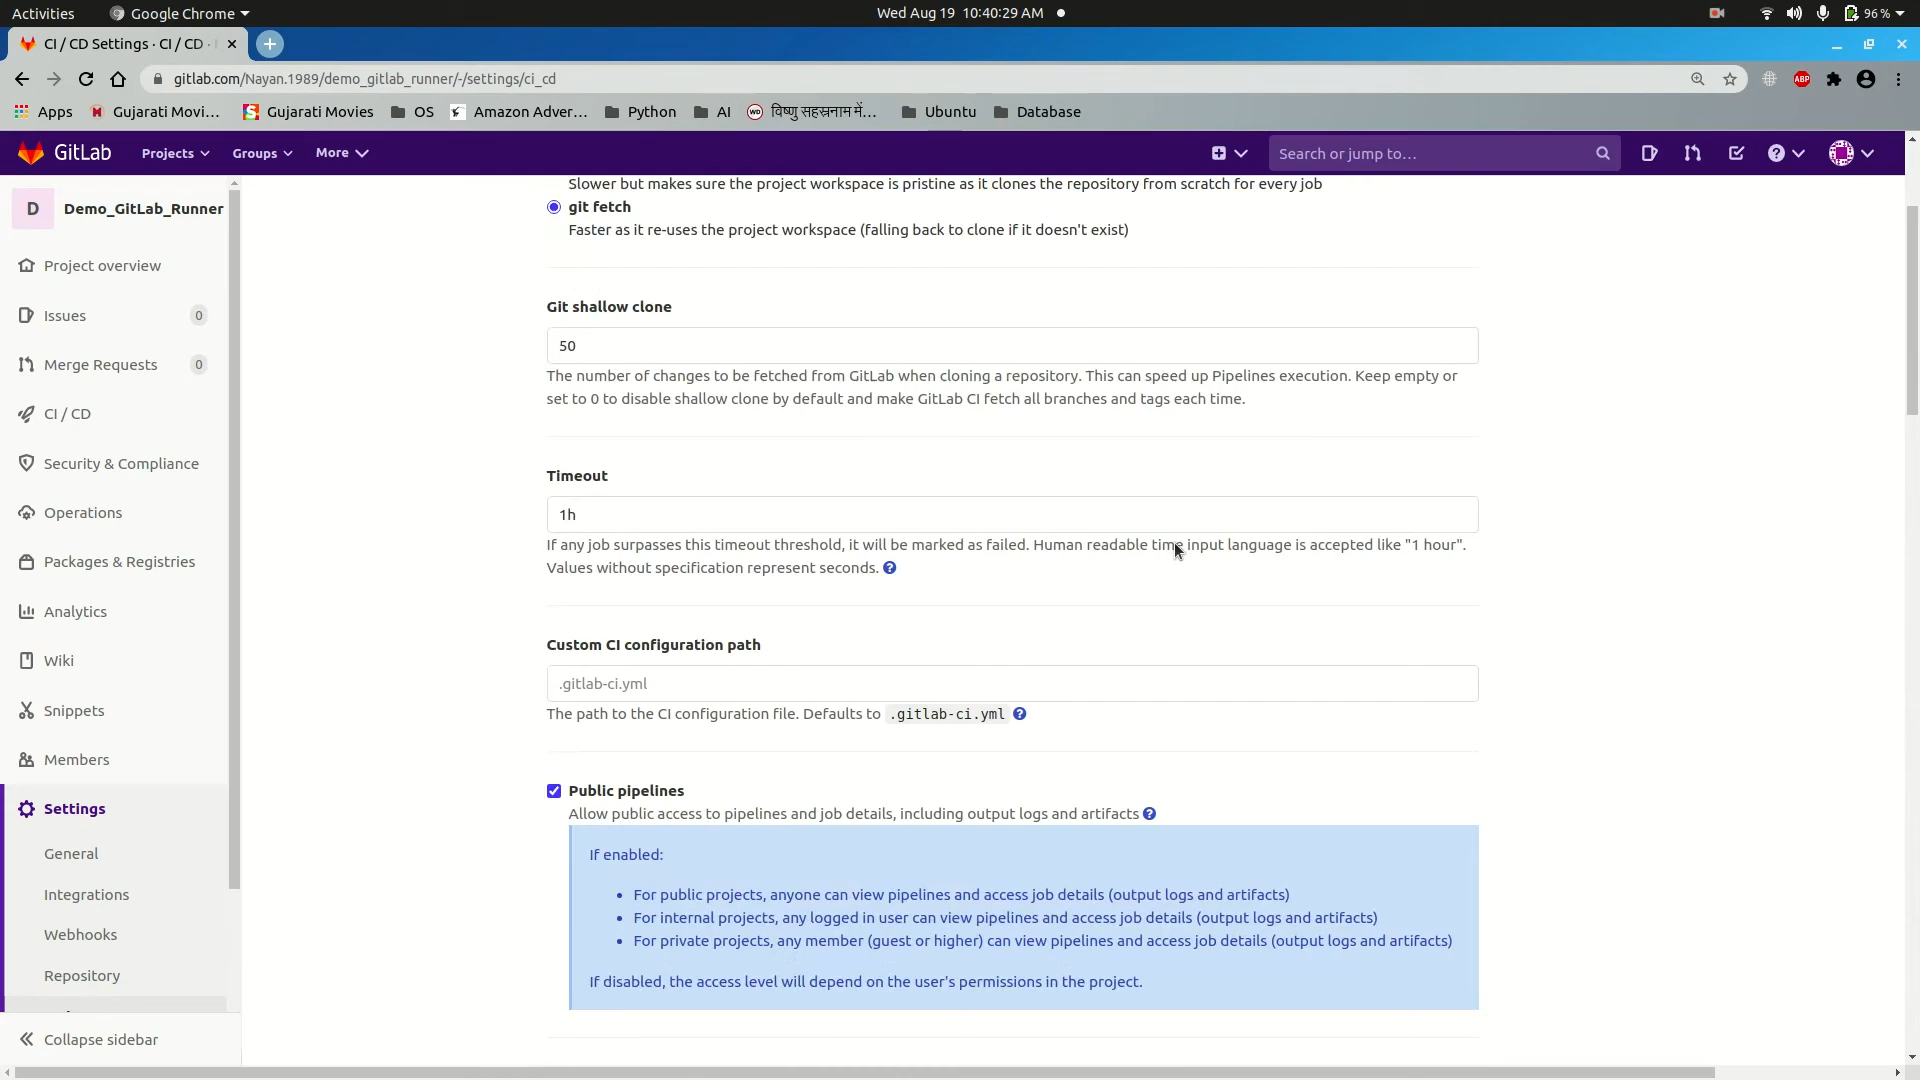 Activities
Google Chrome
Wed Aug 19 10:40:29 AM
96 %
CI / CD Settings · CI / CD ·
gitlab.com/Nayan.1989/demo_gitlab_runner/-/settings/ci_cd
ABP
Apps
Gujarati Movi...
Gujarati Movies
OS
Amazon Adver...
Python
AI
WD
विष्णु सहस्रनाम में...
Ubuntu
Database
GitLab
Projects
Groups
More
Search or jump to…
D
Demo_GitLab_Runner
Project overview
Issues 0
Merge Requests 0
CI / CD
Security & Compliance
Operations
Packages & Registries
Analytics
Wiki
Snippets
Members
Settings
General
Integrations
Webhooks
Repository
Collapse sidebar
Slower but makes sure the project workspace is pristine as it clones the repository from scratch for every job
git fetch
Faster as it re-uses the project workspace (falling back to clone if it doesn't exist)
Git shallow clone
50
The number of changes to be fetched from GitLab when cloning a repository. This can speed up Pipelines execution. Keep empty or
set to 0 to disable shallow clone by default and make GitLab CI fetch all branches and tags each time.
Timeout
1h
If any job surpasses this timeout threshold, it will be marked as failed. Human readable time input language is accepted like "1 hour".
Values without specification represent seconds.
Custom CI configuration path
.gitlab-ci.yml
The path to the CI configuration file. Defaults to .gitlab-ci.yml
Public pipelines
Allow public access to pipelines and job details, including output logs and artifacts
If enabled:
• For public projects, anyone can view pipelines and access job details (output logs and artifacts)
• For internal projects, any logged in user can view pipelines and access job details (output logs and artifacts)
• For private projects, any member (guest or higher) can view pipelines and access job details (output logs and artifacts)
If disabled, the access level will depend on the user's permissions in the project.